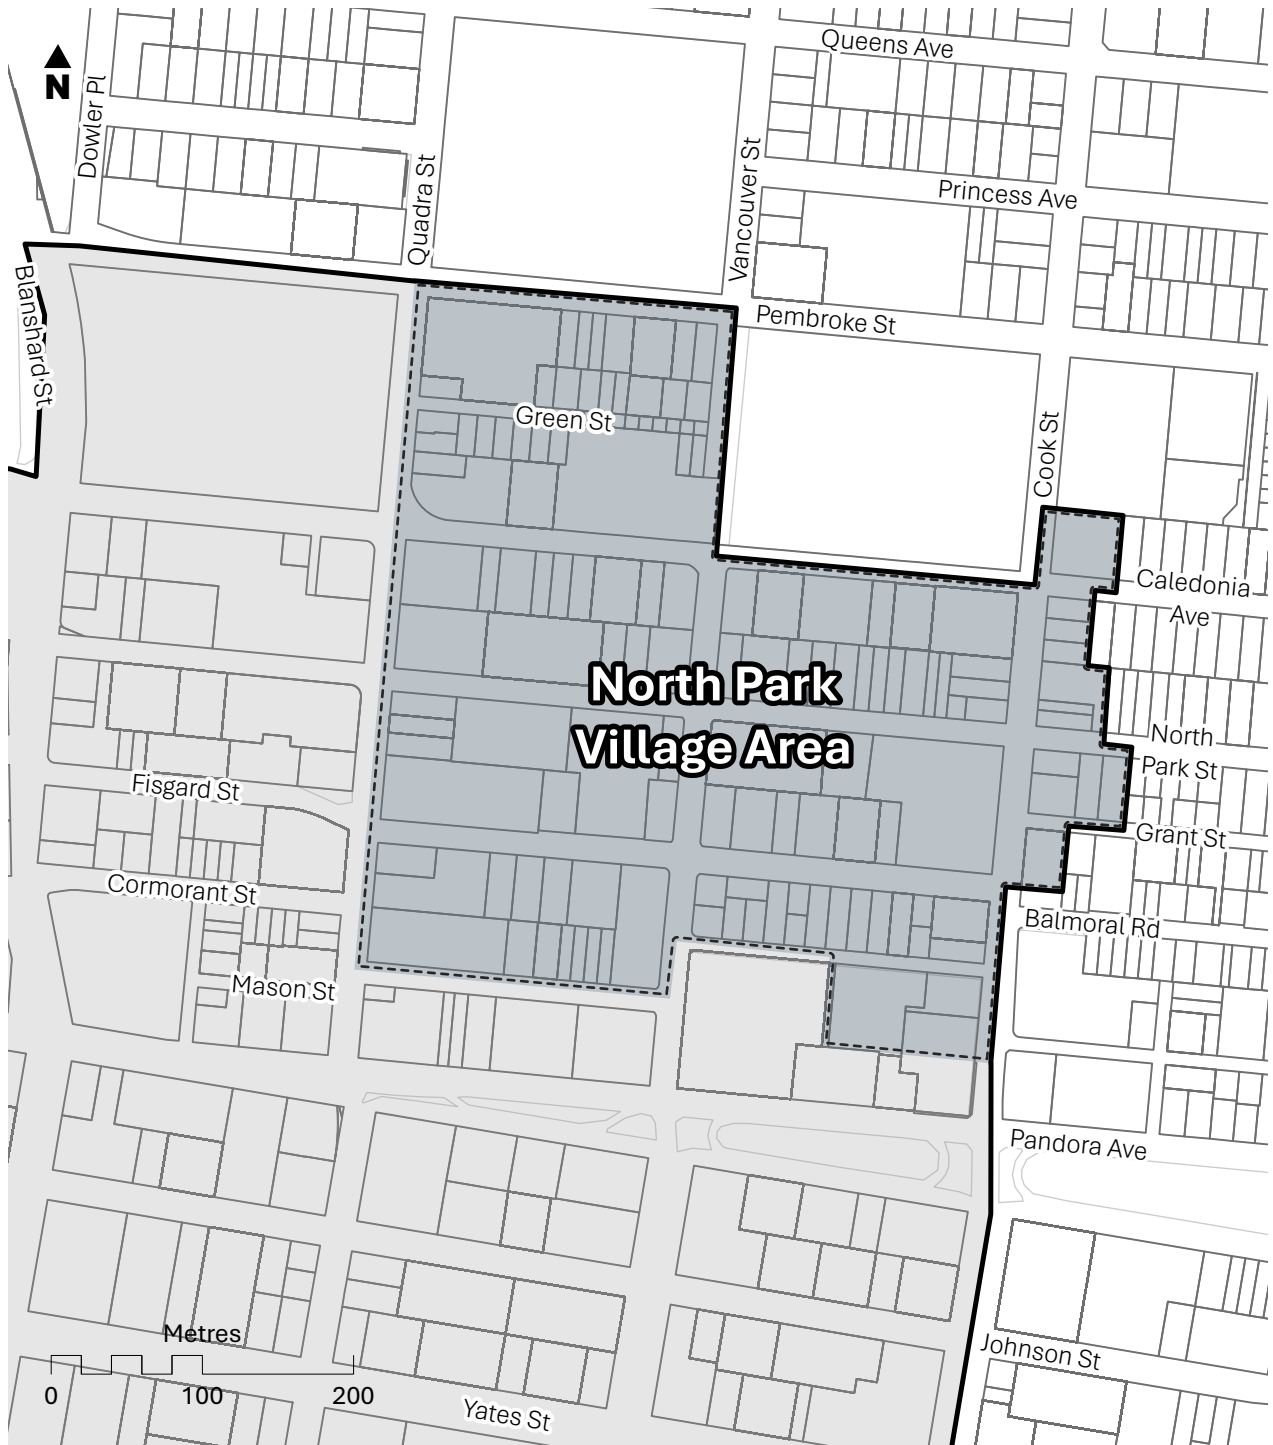 Queens Ave
N
Dowler Pl
Quadra St
Vancouver St
Princess Ave
Blanshard St
Pembroke St
Green St
Cook St
Caledonia
Ave
North Park
Village Area
North
Park St
Fisgard St
Grant St
Cormorant St
Balmoral Rd
Mason St
Pandora Ave
Metres
0 100 200
Johnson St
Yates St